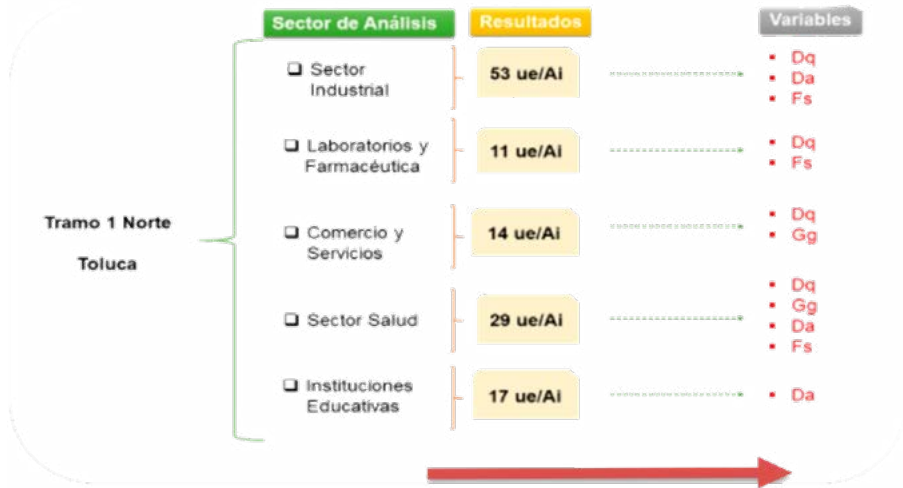 Sector de Análisis
Resultados
Variables
Tramo 1 Norte
Toluca
Sector
Industrial
53 ue/Ai
Dq
Da
Fs
Laboratorios y
Farmacéutica
11 ue/Ai
Dq
Fs
Comercio y
Servicios
14 ue/Ai
Dq
Gg
Sector Salud
29 ue/Ai
Dq
Gg
Da
Fs
Instituciones
Educativas
17 ue/Ai
Da